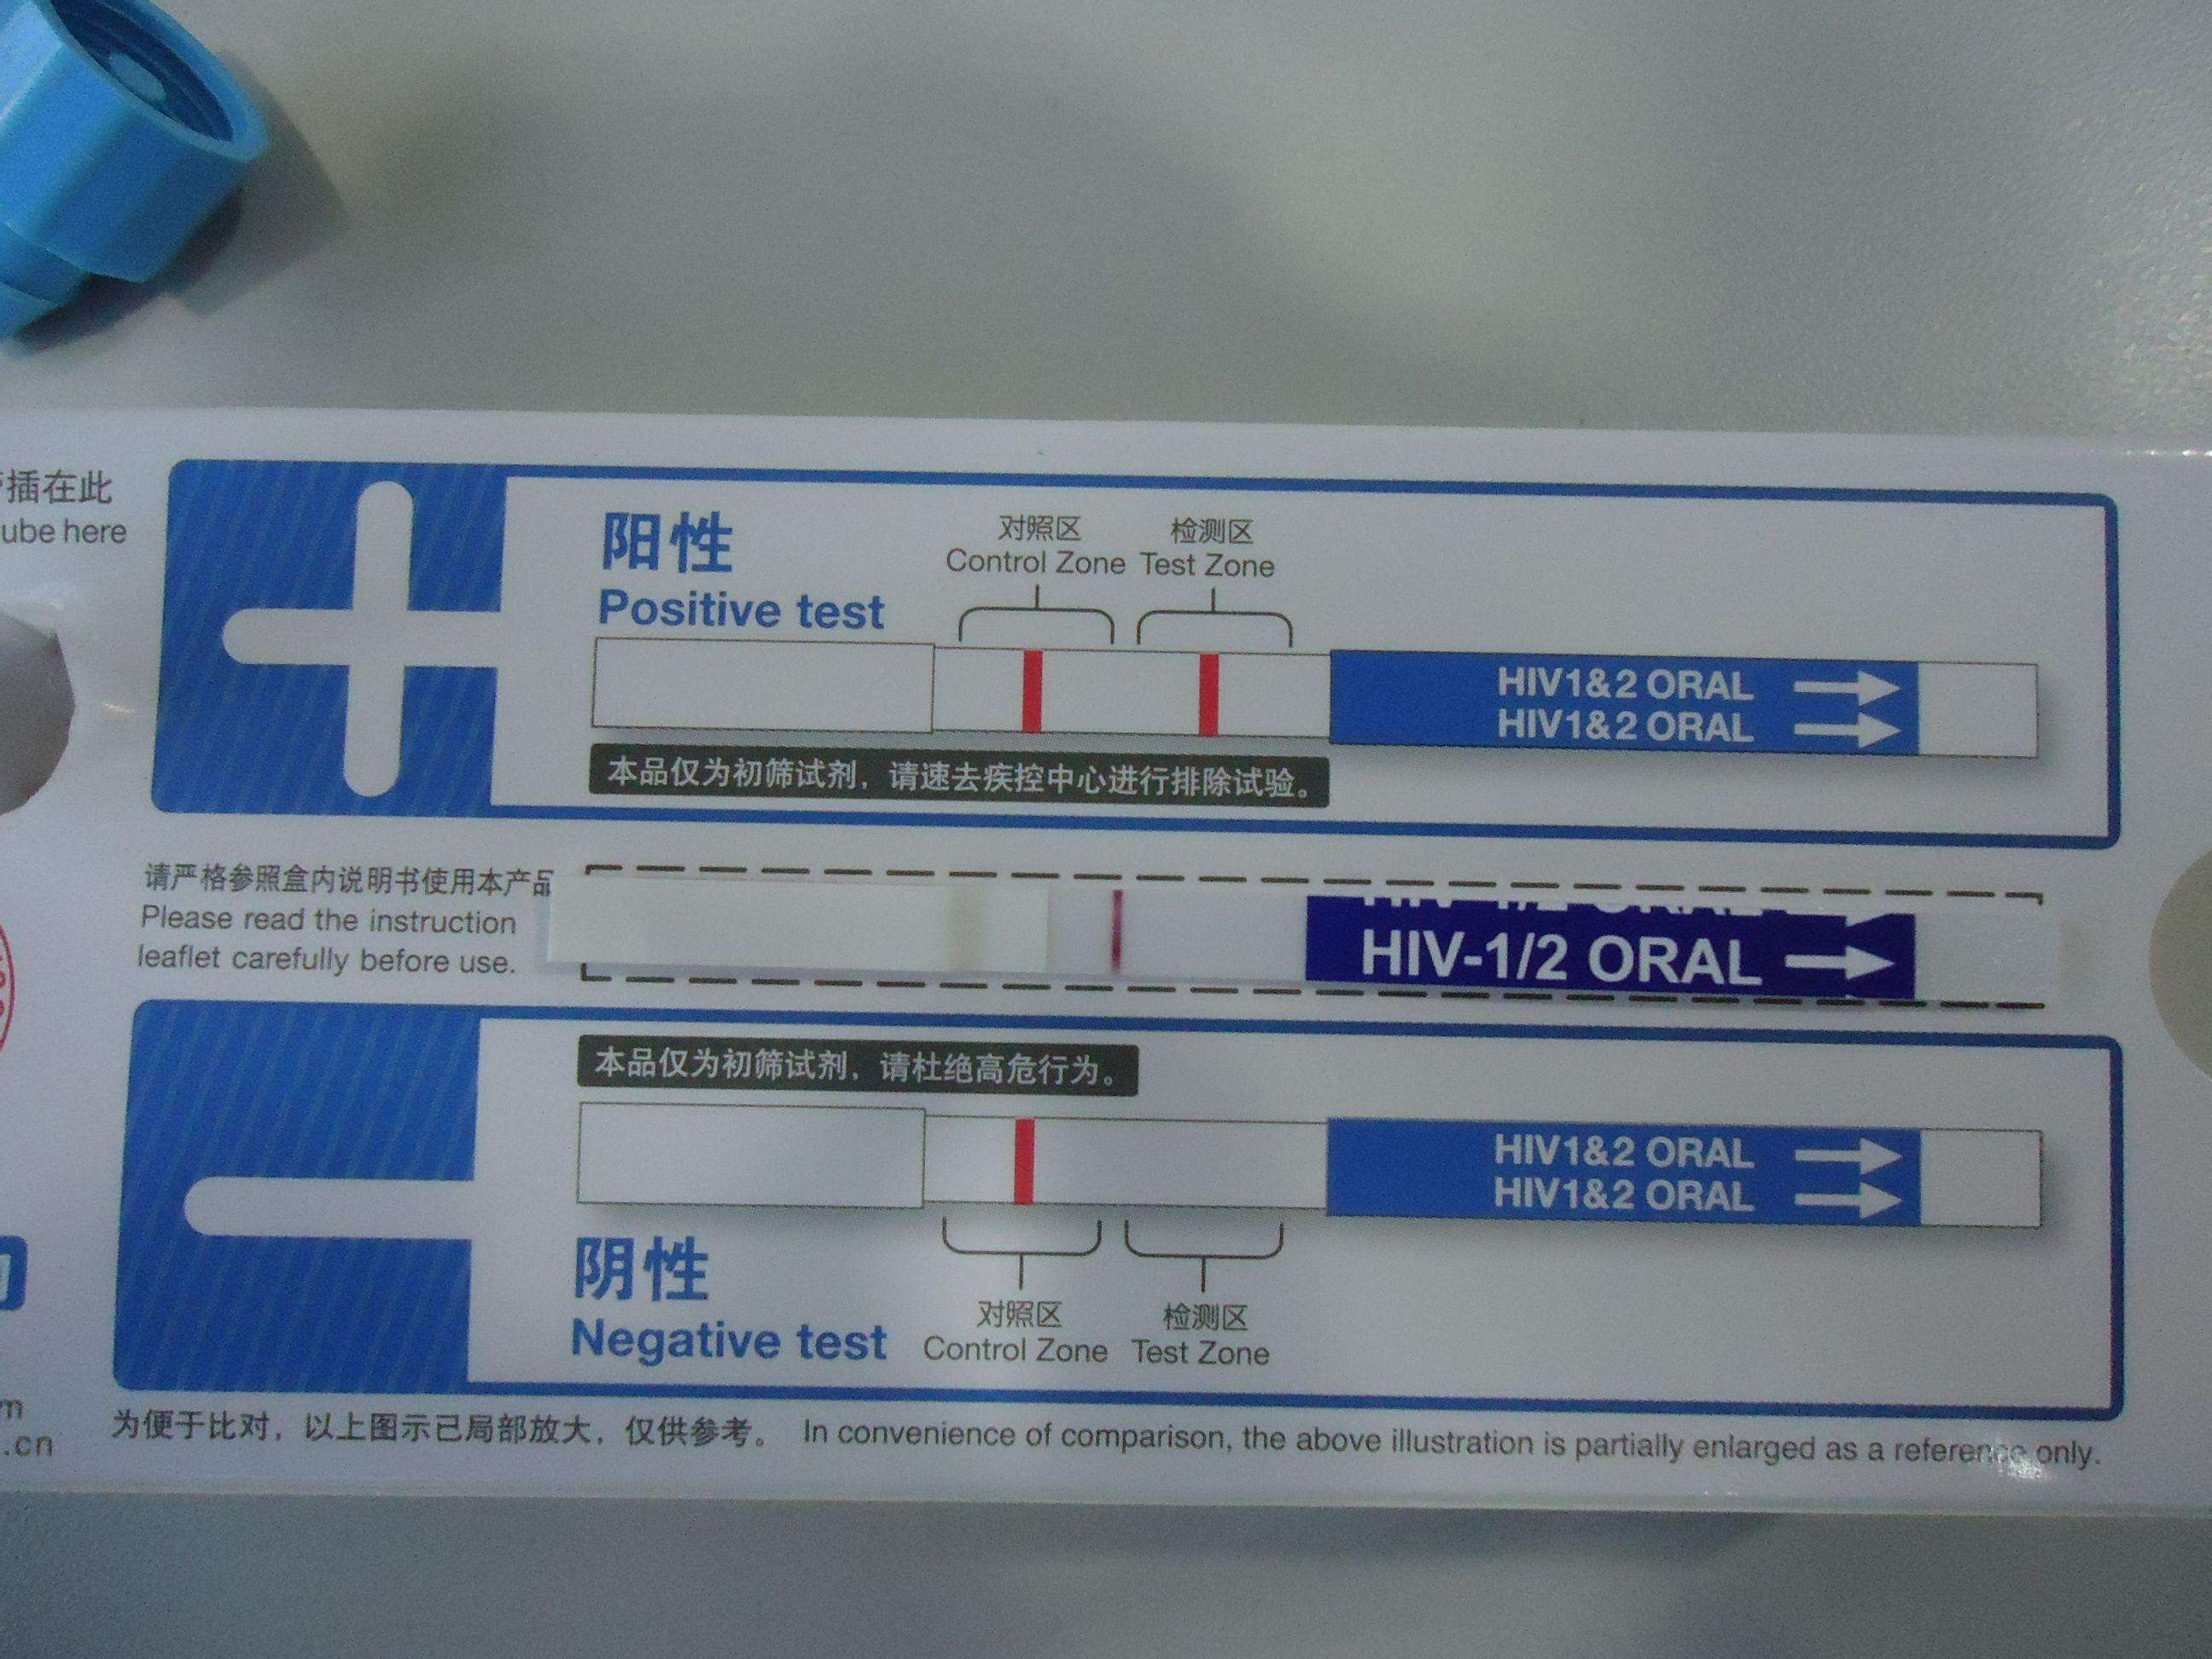 插在此
ube here
阳性
Positive test
对照区
Control Zone
检测区
Test Zone
HIV1&2 ORAL
HIV1&2 ORAL
本品仅为初筛试剂，请速去疾控中心进行排除试验。
请严格参照盒内说明书使用本产品
Please read the instruction
leaflet carefully before use.
HIV-1/2 ORAL
HIV-1/2 ORAL
本品仅为初筛试剂，请杜绝高危行为。
HIV1&2 ORAL
HIV1&2 ORAL
阴性
Negative test
对照区
Control Zone
检测区
Test Zone
m
.cn
为便于比对，以上图示已局部放大，仅供参考。 In convenience of comparison, the above illustration is partially enlarged as a reference only.